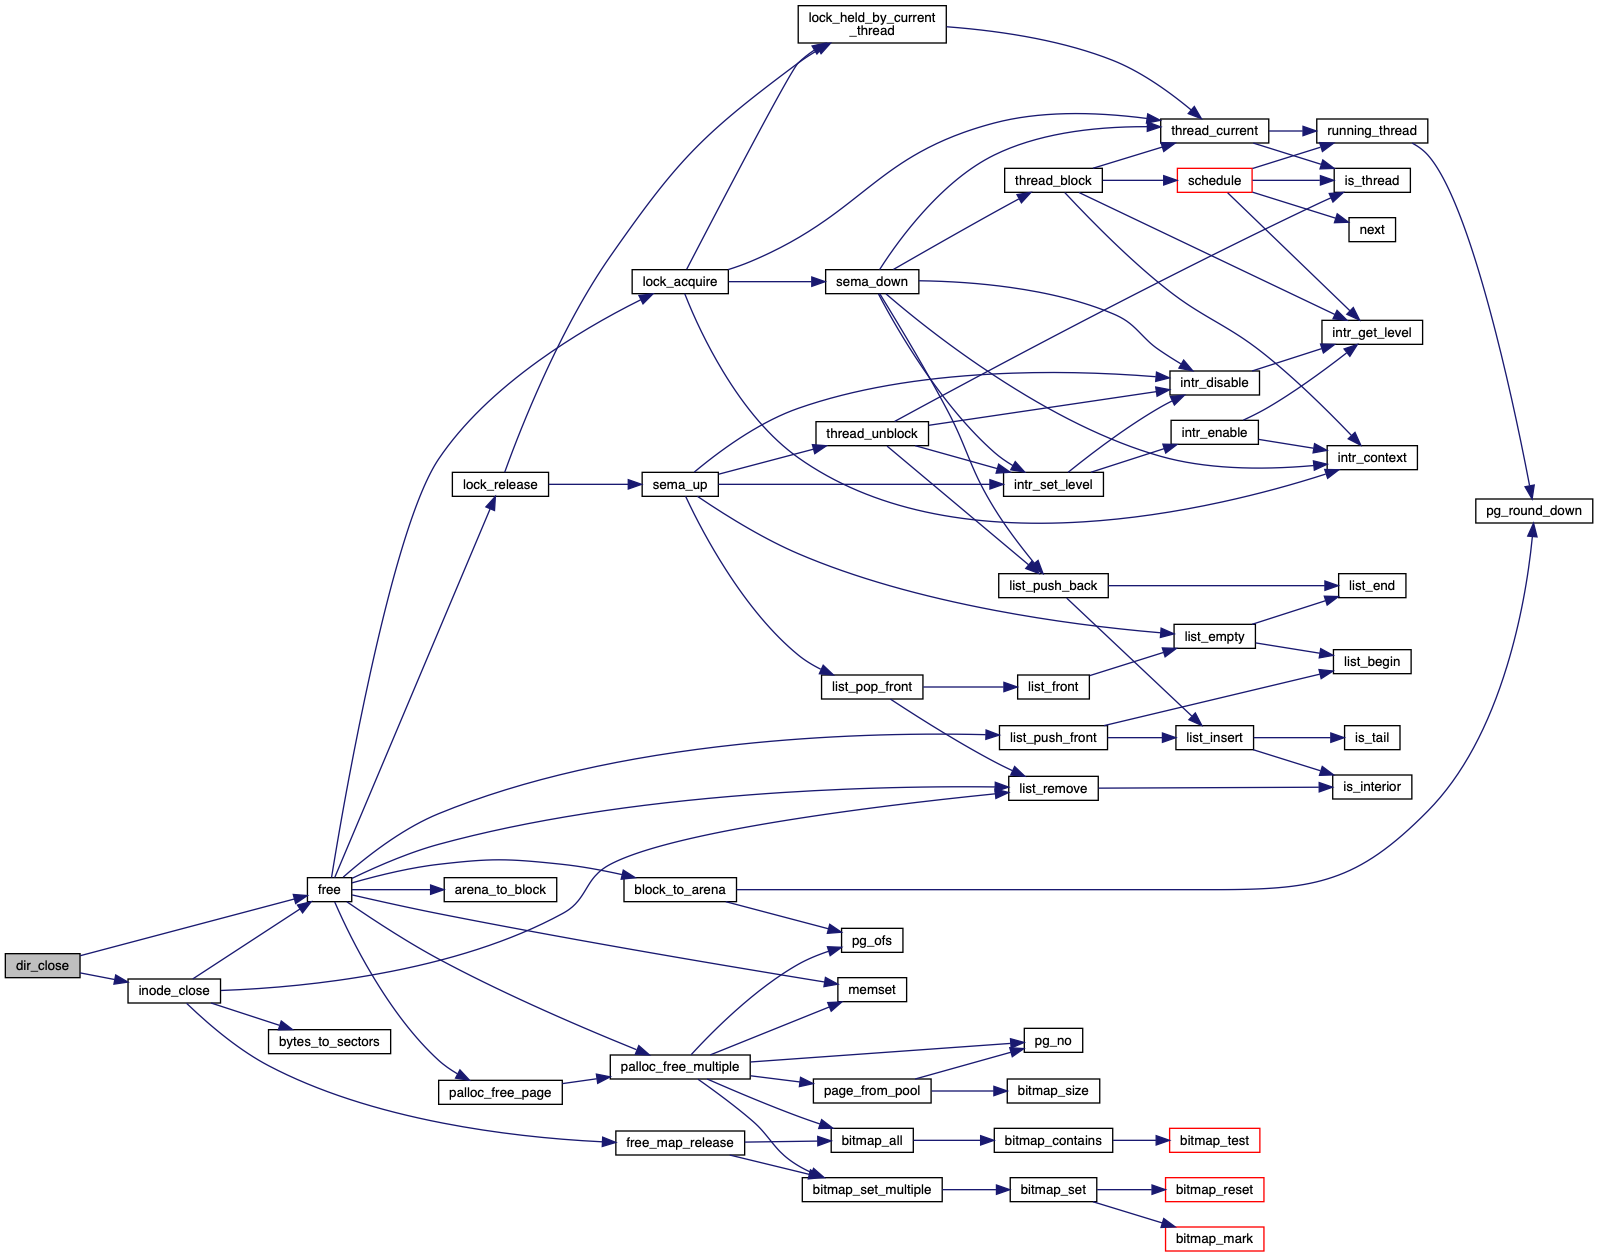 lock_held_by_current
_thread
thread_current
running_thread
thread_block
schedule
is_thread
next
lock_acquire
sema_down
intr_get_level
intr_disable
thread_unblock
intr_enable
intr_context
lock_release
sema_up
intr_set_level
pg_round_down
list_push_back
list_end
list_empty
list_begin
list_pop_front
list_front
list_push_front
list_insert
is_tail
list_remove
is_interior
free
arena_to_block
block_to_arena
pg_ofs
dir_close
inode_close
memset
bytes_to_sectors
pg_no
palloc_free_multiple
palloc_free_page
page_from_pool
bitmap_size
free_map_release
bitmap_all
bitmap_contains
bitmap_test
bitmap_set_multiple
bitmap_set
bitmap_reset
bitmap_mark